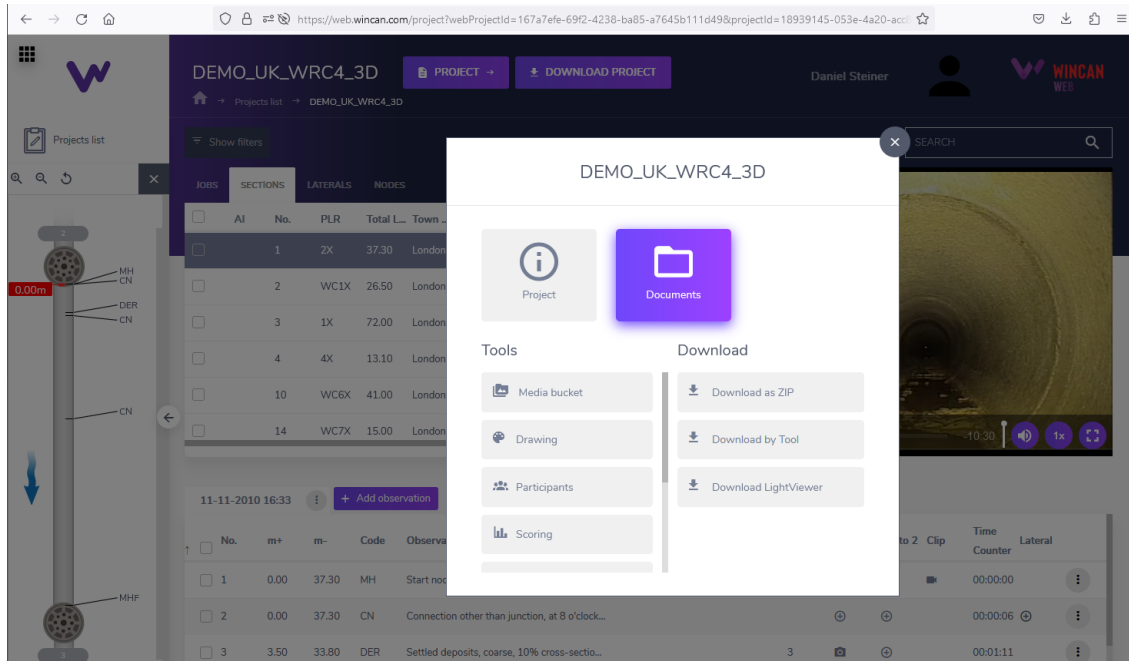 https://web.wincan.com/project?webProjectId=167a7efe-69f2-4238-ba85-a7645b111d49&projectId=18939145-053e-4a20-acc
DEMO_UK_WRC4_3D
PROJECT →
DOWNLOAD PROJECT
Daniel Steiner
WINCAN
WEB
→ Projects list → DEMO_UK_WRC4_3D
Projects list
Show filters
SEARCH
DEMO_UK_WRC4_3D
JOBS SECTIONS LATERALS NODES
AI No. PLR Total L... Town ...
1 2X 37.30 London
2 WC1X 26.50 London
3 1X 72.00 London
4 4X 13.10 London
10 WC6X 41.00 London
14 WC7X 15.00 London
2
MH
CN
0.00m
DER
CN
CN
MHF
3
Project
Documents
Tools
Download
Media bucket
Download as ZIP
Drawing
Download by Tool
Participants
Download LightViewer
Scoring
-10:30
1x
11-11-2010 16:33
+ Add observation
No. m+ m- Code Observa to 2 Clip Time Counter Lateral
1 0.00 37.30 MH Start noc 00:00:00
2 0.00 37.30 CN Connection other than junction, at 8 o'clock... 00:00:06
3 3.50 33.80 DER Settled deposits, coarse, 10% cross-sectio... 3 00:01:11